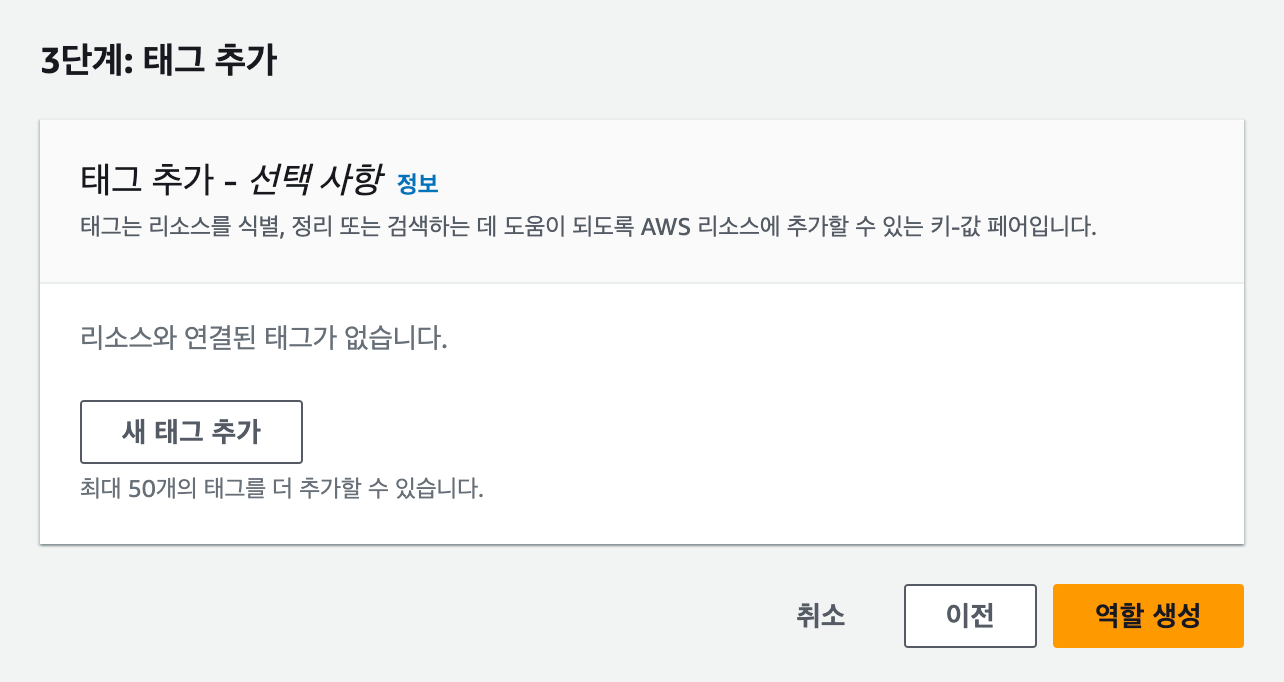 3단계: 태그 추가
태그 추가 - 선택 사항 정보
태그는 리소스를 식별, 정리 또는 검색하는 데 도움이 되도록 AWS 리소스에 추가할 수 있는 키-값 페어입니다.
리소스와 연결된 태그가 없습니다.
새 태그 추가
최대 50개의 태그를 더 추가할 수 있습니다.
취소 이전 역할 생성